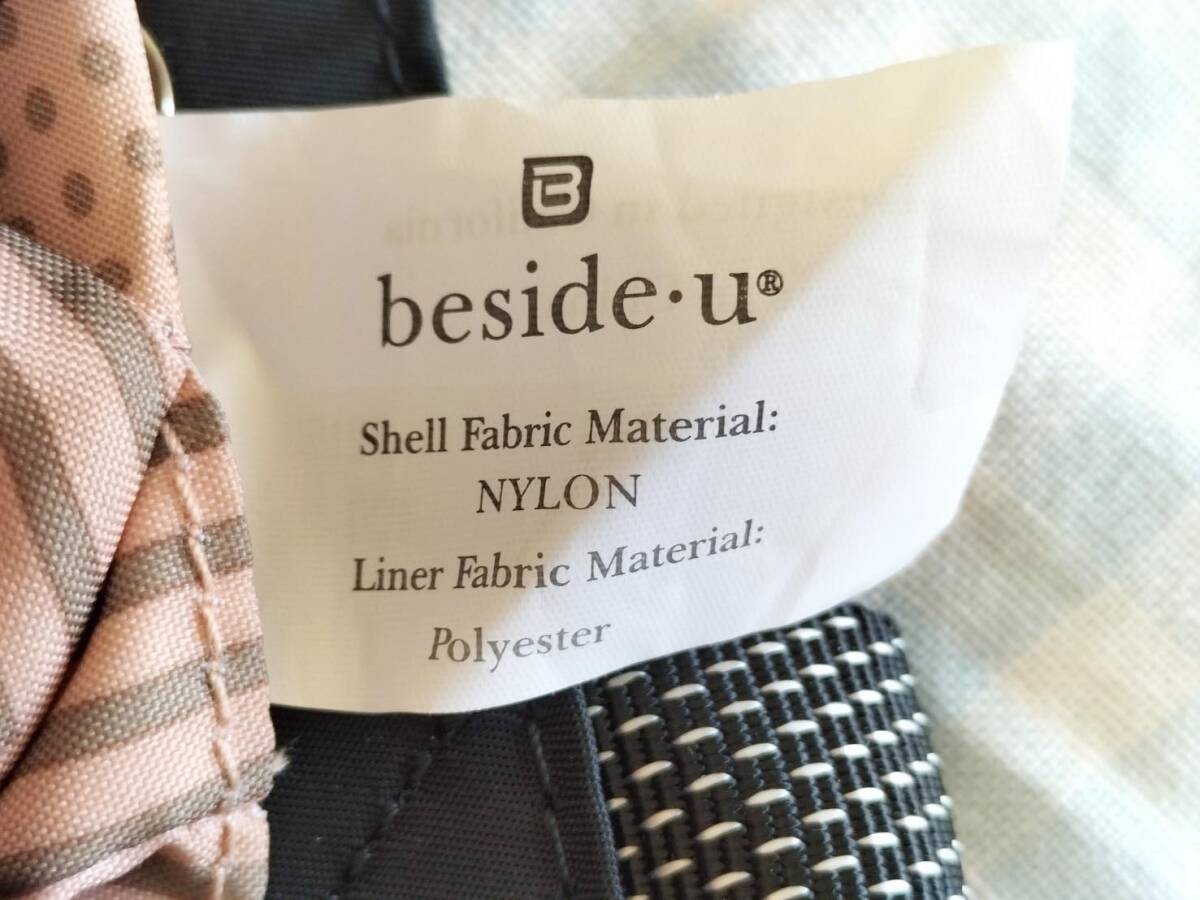 B
beside·u®
Shell Fabric Material:
NYLON
Liner Fabric Material:
Polyester